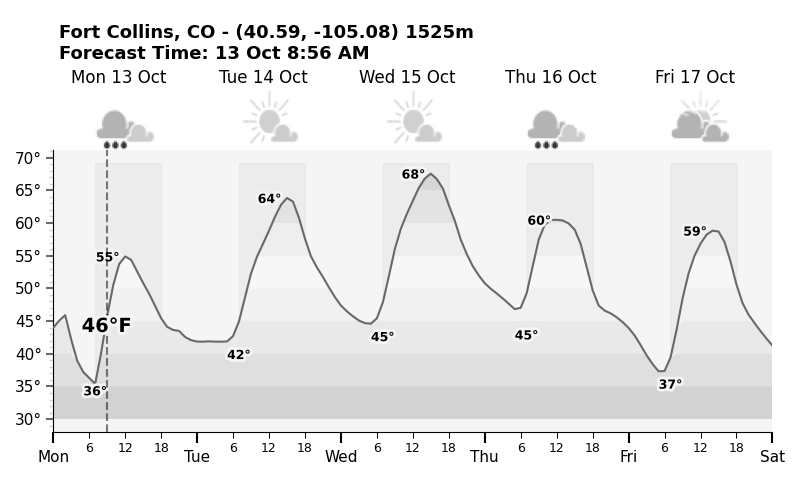 Fort Collins, CO - (40.59, -105.08) 1525m
Forecast Time: 13 Oct 8:56 AM
Mon 13 Oct Tue 14 Oct Wed 15 Oct Thu 16 Oct Fri 17 Oct
70°
68°
65°
64°
60° 60°
59°
55° 55°
50°
45° 46°F
45° 45°
40° 42°
35° 36° 37°
30°
6 12 18 6 12 18 6 12 18 6 12 18 6 12 18
Mon Tue Wed Thu Fri Sat